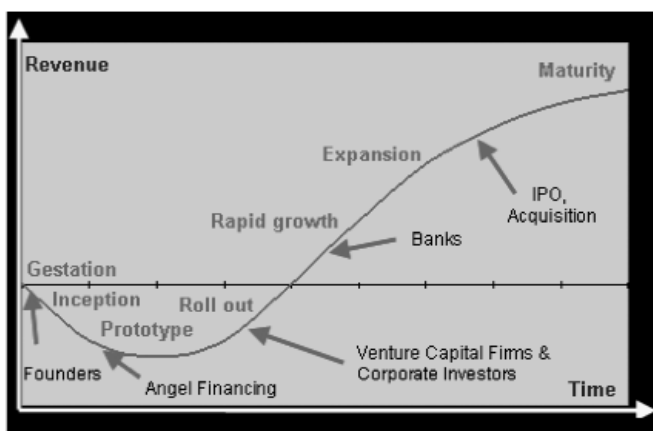 Revenue
Maturity
Expansion
IPO,
Acquisition
Rapid growth
Banks
Gestation
Inception
Roll out
Prototype
Venture Capital Firms &
Corporate Investors
Founders
Angel Financing
Time